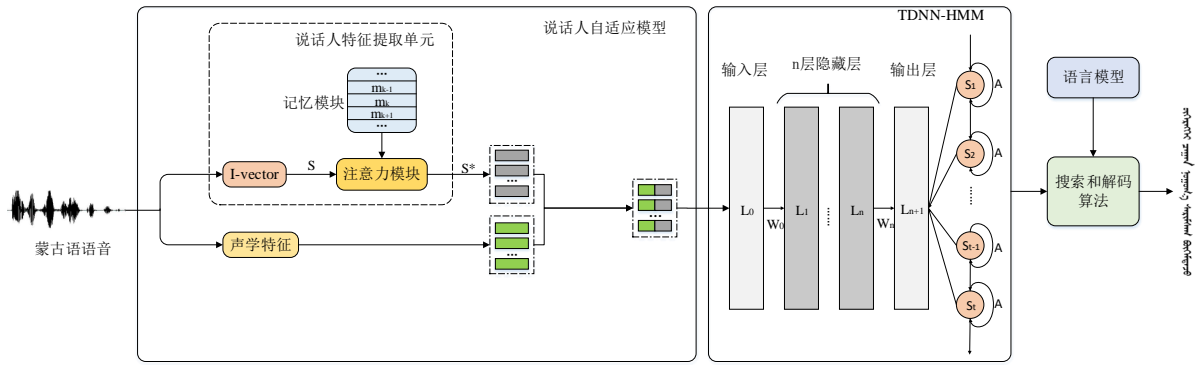 蒙古语语音
说话人自适应模型
说话人特征提取单元
记忆模块
...
mk-1
mk
mk+1
...
I-vector
S
注意力模块
S*
声学特征
...
...
...
TDNN-HMM
输入层
n层隐藏层
输出层
L0
W0
L1
......
Ln
Wn
Ln+1
S1
A
S2
A
......
St-1
A
St
A
语言模型
搜索和解码
算法